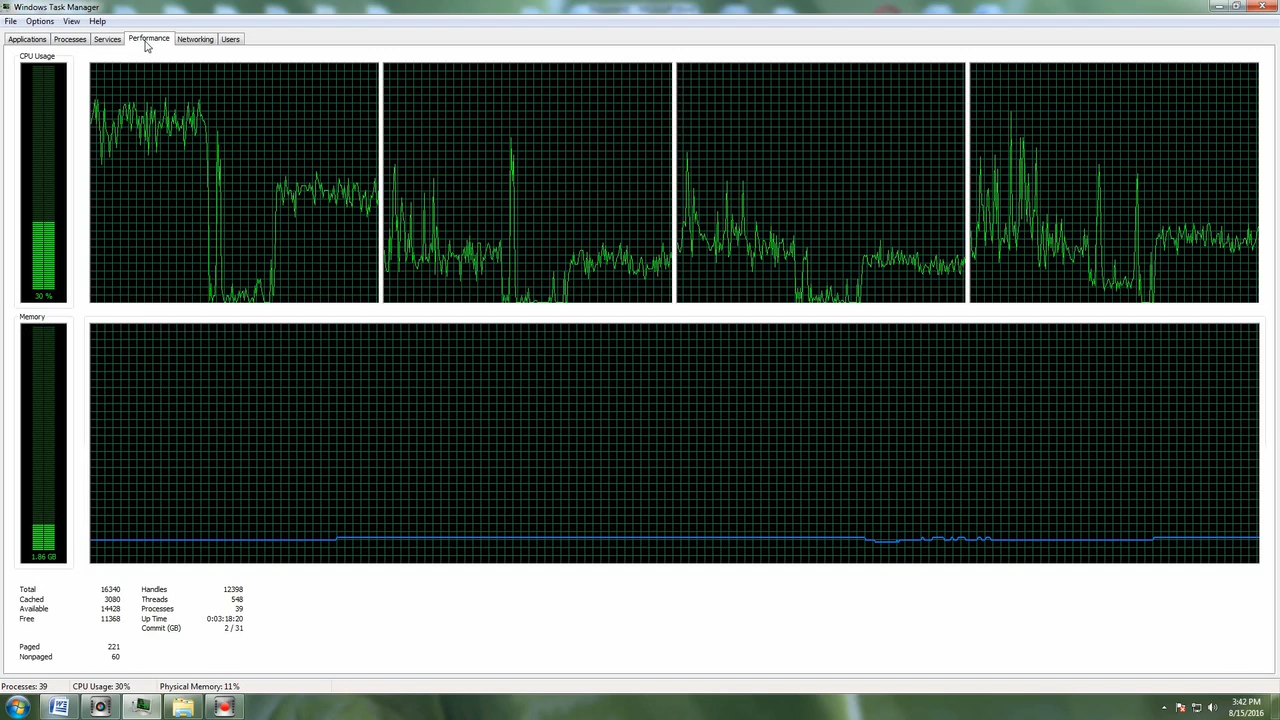 Windows Task Manager
File Options View Help
Applications Processes Services Performance Networking Users
CPU Usage
30 %
Memory
1.86 GB
Total 16340 Handles 12398
Cached 3080 Threads 548
Available 14428 Processes 39
Free 11368 Up Time 0:03:18:20
Commit (GB) 2 / 31
Paged 221
Nonpaged 60
Processes: 39 CPU Usage: 30% Physical Memory: 11%
3:42 PM
8/15/2016